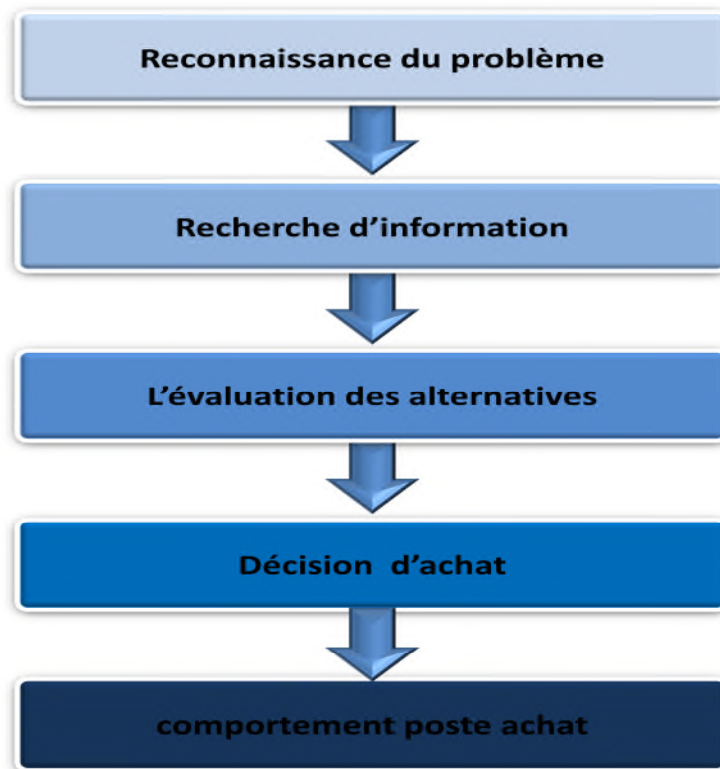 Reconnaissance du problème
Recherche d’information
L’évaluation des alternatives
Décision d’achat
comportement poste achat